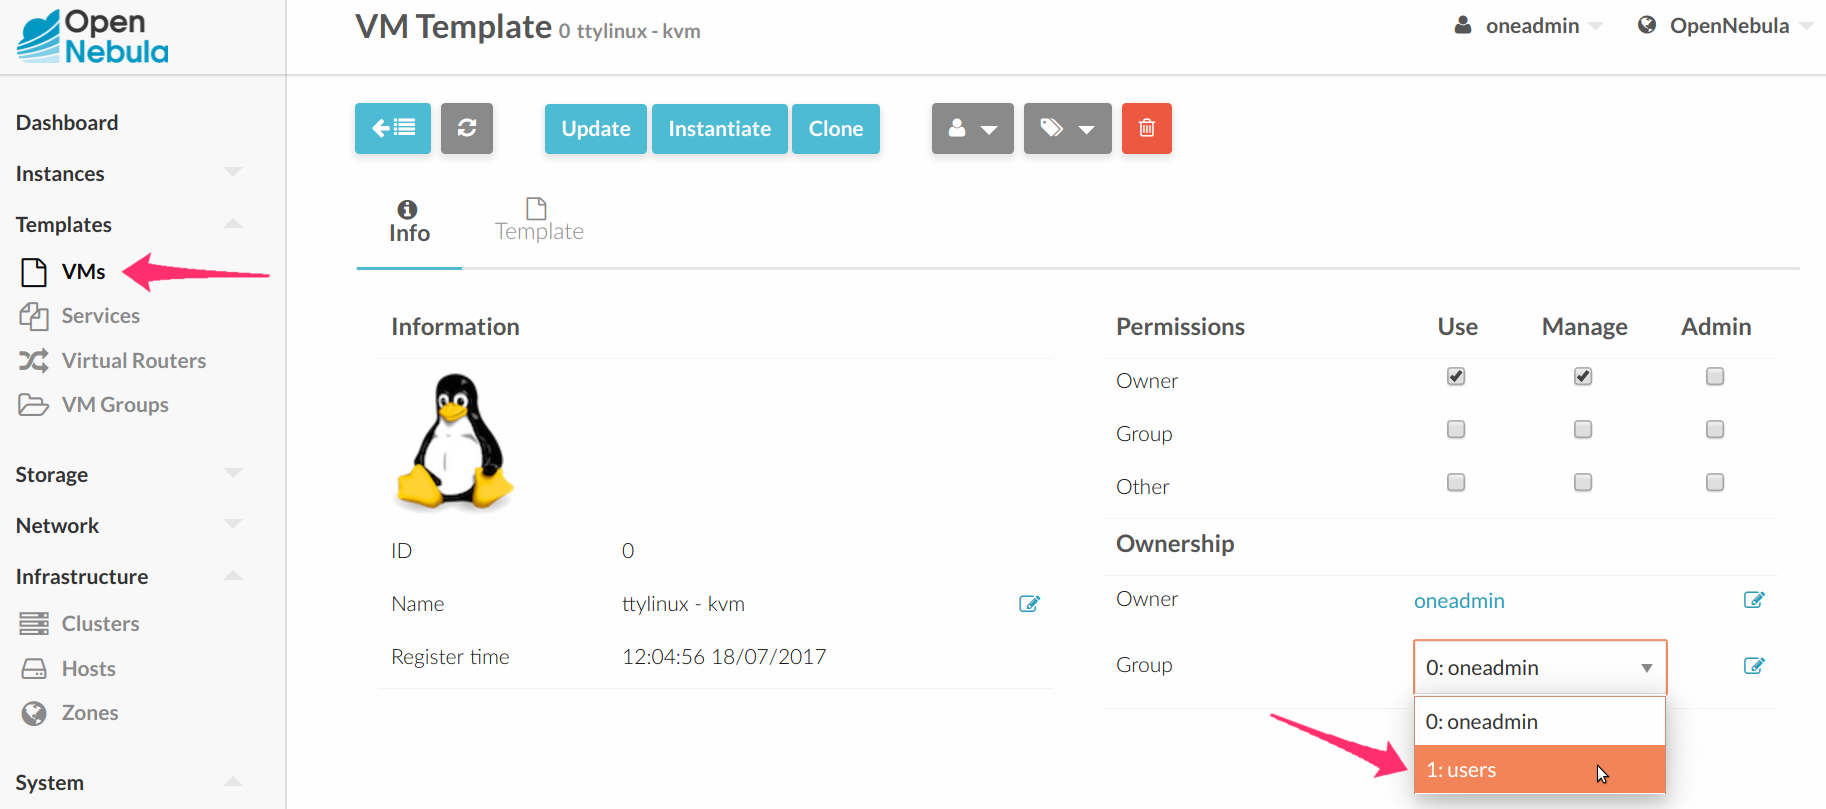 Open
Nebula
VM Template 0 ttylinux - kvm
oneadmin
OpenNebula
Dashboard
Instances
Templates
VMs
Services
Virtual Routers
VM Groups
Storage
Network
Infrastructure
Clusters
Hosts
Zones
System
Update
Instantiate
Clone
Info
Template
Information
ID 0
Name ttylinux - kvm
Register time 12:04:56 18/07/2017
Permissions Use Manage Admin
Owner
Group
Other
Ownership
Owner oneadmin
Group 0: oneadmin
0: oneadmin
1: users